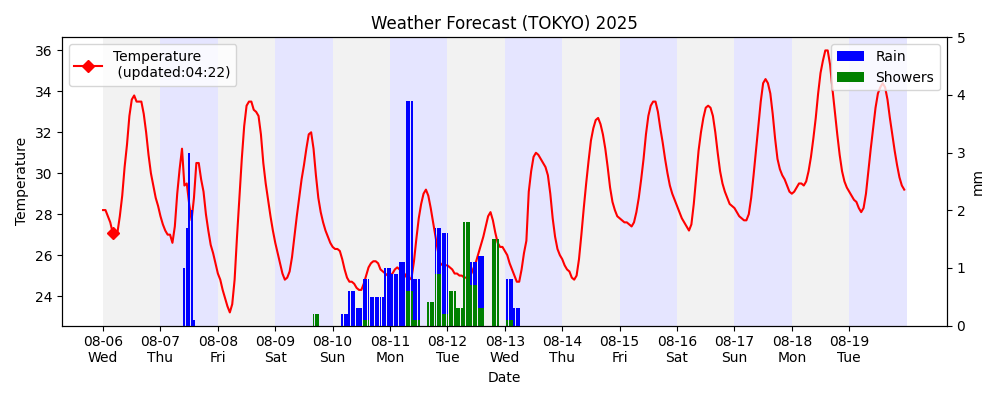 Weather Forecast (TOKYO) 2025
Temperature
(updated:04:22)
Rain
Showers
Temperature
36
34
32
30
28
26
24
5
4
3
2
1
0
mm
08-06 08-07 08-08 08-09 08-10 08-11 08-12 08-13 08-14 08-15 08-16 08-17 08-18 08-19
Wed Thu Fri Sat Sun Mon Tue Wed Thu Fri Sat Sun Mon Tue
Date